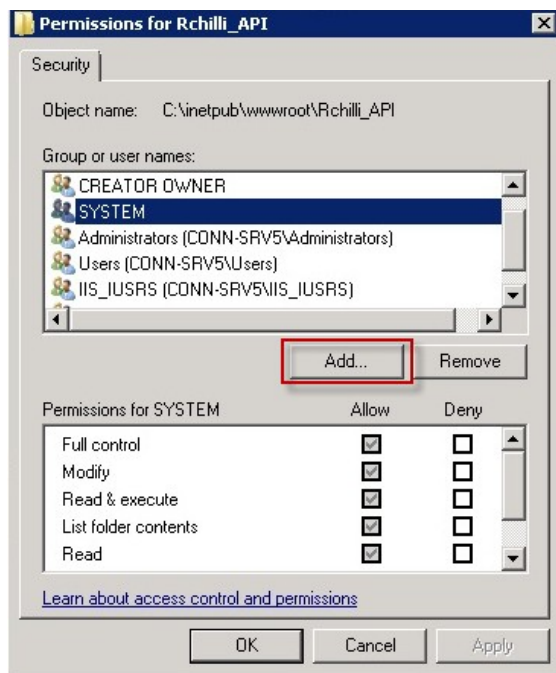 Permissions for Rchilli_API
Security
Object name: C:\inetpub\wwwroot\Rchilli_API
Group or user names:
CREATOR OWNER
SYSTEM
Administrators (CONN-SRV5\Administrators)
Users (CONN-SRV5\Users)
IIS_IUSRS (CONN-SRV5\IIS_IUSRS)
Add... Remove
Permissions for SYSTEM Allow Deny
Full control
Modify
Read & execute
List folder contents
Read
Learn about access control and permissions
OK Cancel Apply